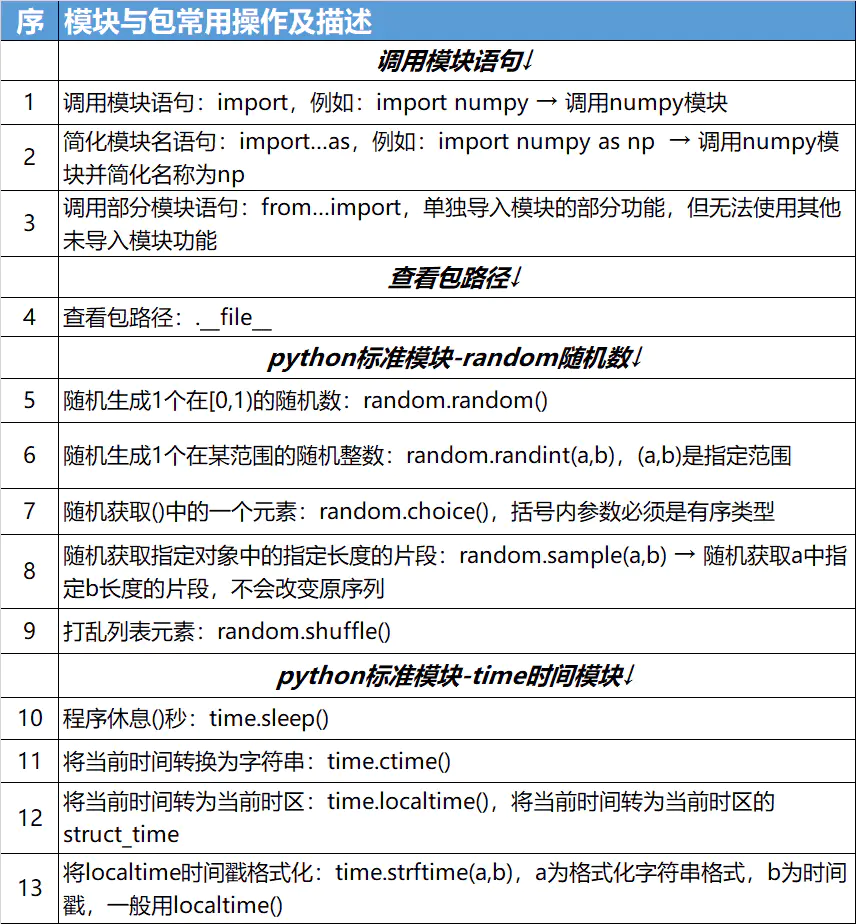 序 模块与包常用操作及描述
调用模块语句↓
1 调用模块语句：import，例如：import numpy → 调用numpy模块
2 简化模块名语句：import...as，例如：import numpy as np → 调用numpy模
块并简化名称为np
3 调用部分模块语句：from...import，单独导入模块的部分功能，但无法使用其他
未导入模块功能
查看包路径↓
4 查看包路径：.__file__
python标准模块-random随机数↓
5 随机生成1个在[0,1)的随机数：random.random()
6 随机生成1个在某范围的随机整数：random.randint(a,b)，(a,b)是指定范围
7 随机获取()中的一个元素：random.choice()，括号内参数必须是有序类型
8 随机获取指定对象中的指定长度的片段：random.sample(a,b) → 随机获取a中指
定b长度的片段，不会改变原序列
9 打乱列表元素：random.shuffle()
python标准模块-time时间模块↓
10 程序休息()秒：time.sleep()
11 将当前时间转换为字符串：time.ctime()
12 将当前时间转为当前时区：time.localtime()，将当前时间转为当前时区的
struct_time
13 将localtime时间戳格式化：time.strftime(a,b)，a为格式化字符串格式，b为时间
戳，一般用localtime()